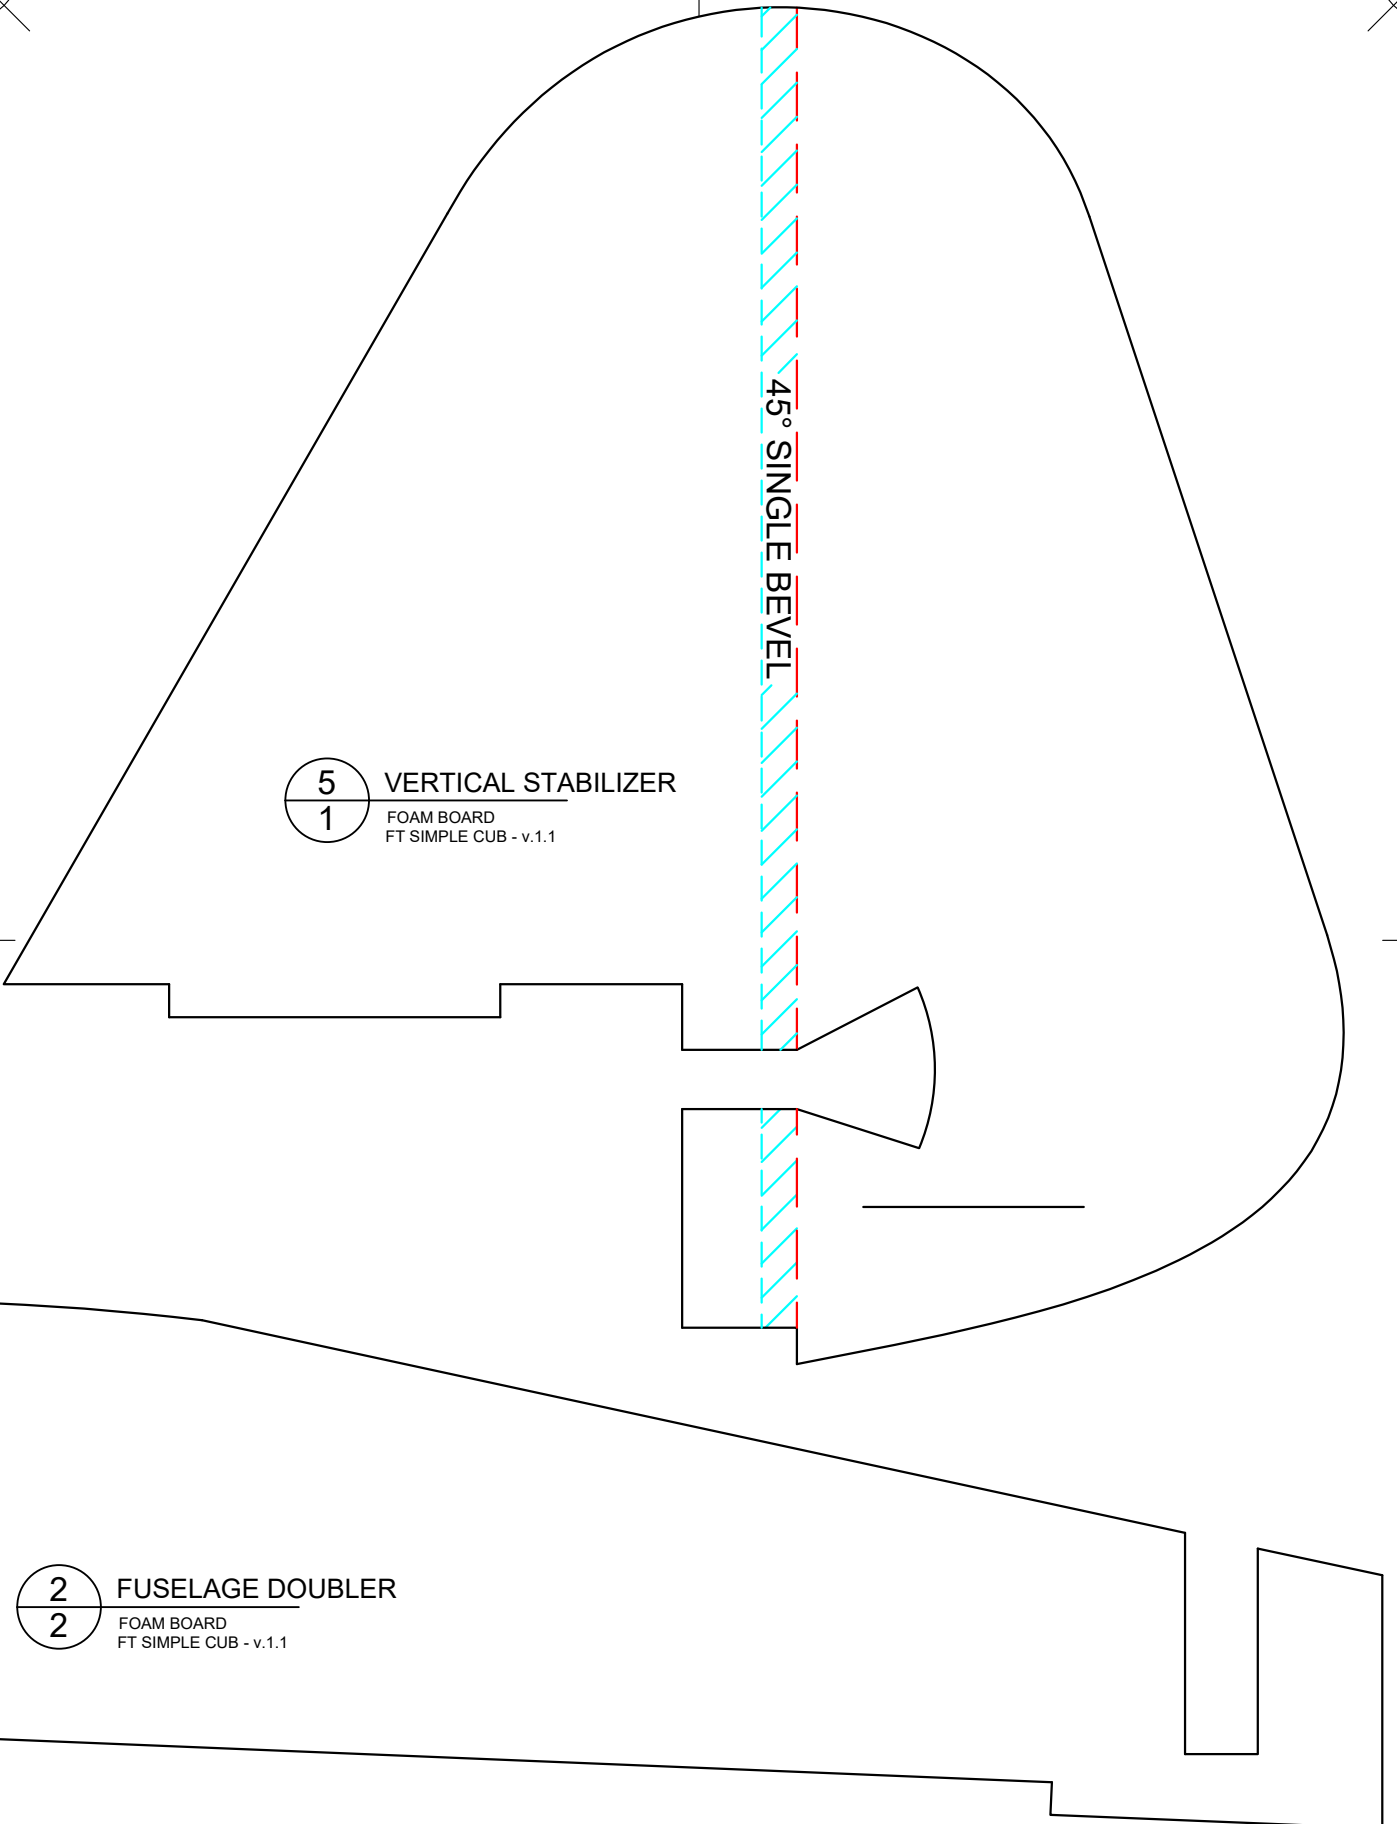 45° SINGLE BEVEL
5
1
VERTICAL STABILIZER
FOAM BOARD
FT SIMPLE CUB - v.1.1
2
2
FUSELAGE DOUBLER
FOAM BOARD
FT SIMPLE CUB - v.1.1